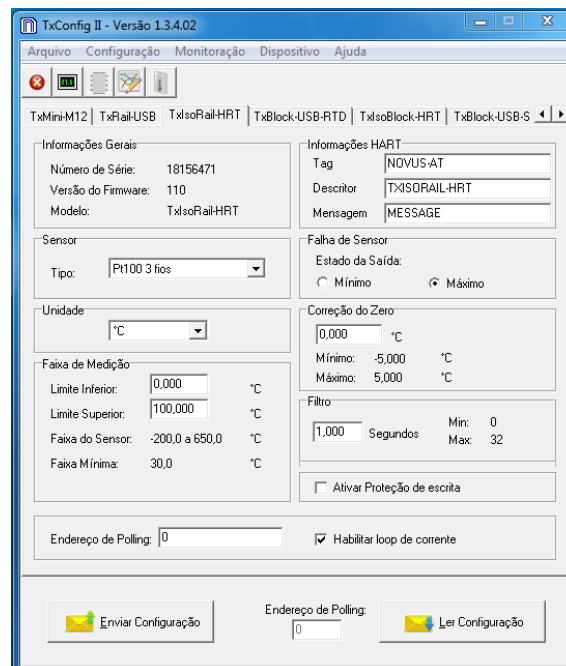 TxConfig II - Versão 1.3.4.02
Arquivo Configuração Monitoração Dispositivo Ajuda
TxMini-M12 TxRail-USB TxIsoRail-HRT TxBlock-USB-RTD TxIsoBlock-HRT TxBlock-USB-S
Informações Gerais
Número de Série: 18156471
Versão do Firmware: 110
Modelo: TxIsoRail-HRT
Informações HART
Tag NOVUS-AT
Descritor TXISORAIL-HRT
Mensagem MESSAGE
Sensor
Tipo: Pt100 3 fios
Falha de Sensor
Estado da Saída:
Mínimo Máximo
Unidade
°C
Correção do Zero
0,000 °C
Mínimo: -5,000 °C
Máximo: 5,000 °C
Faixa de Medição
Limite Inferior: 0,000 °C
Limite Superior: 100,000 °C
Faixa do Sensor: -200,0 a 650,0 °C
Faixa Mínima: 30,0 °C
Filtro
1,000 Segundos Min: 0
Max: 32
Ativar Proteção de escrita
Endereço de Polling: 0 Habilitar loop de corrente
Enviar Configuração
Endereço de Polling:
0
Ler Configuração